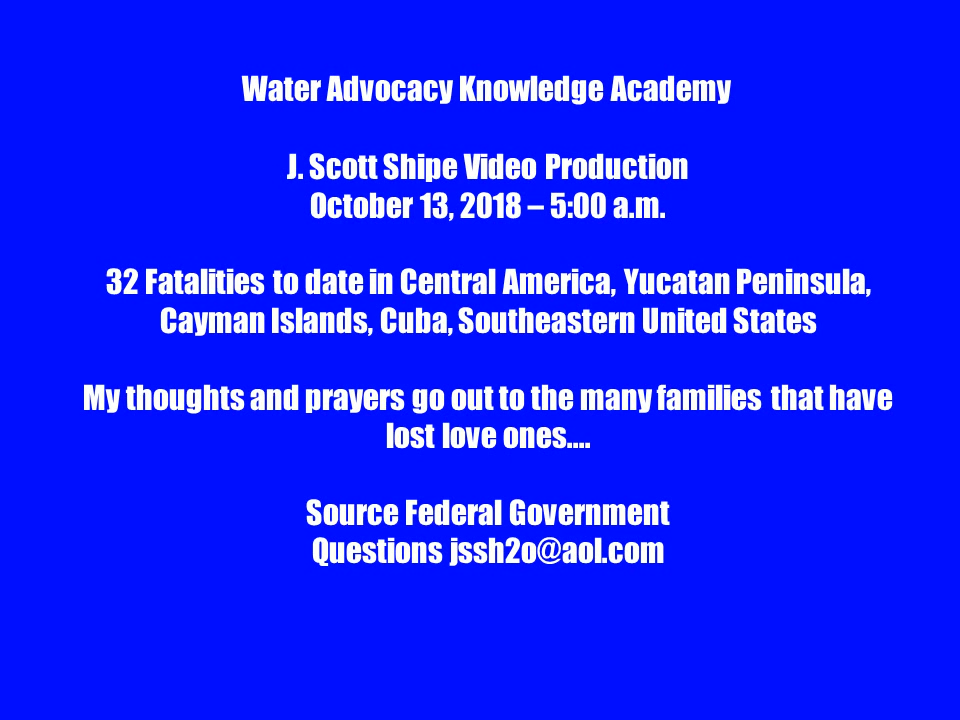 Water Advocacy Knowledge Academy
J. Scott Shipe Video Production
October 13, 2018 – 5:00 a.m.
32 Fatalities to date in Central America, Yucatan Peninsula,
Cayman Islands, Cuba, Southeastern United States
My thoughts and prayers go out to the many families that have
lost love ones....
Source Federal Government
Questions jssh2o@aol.com